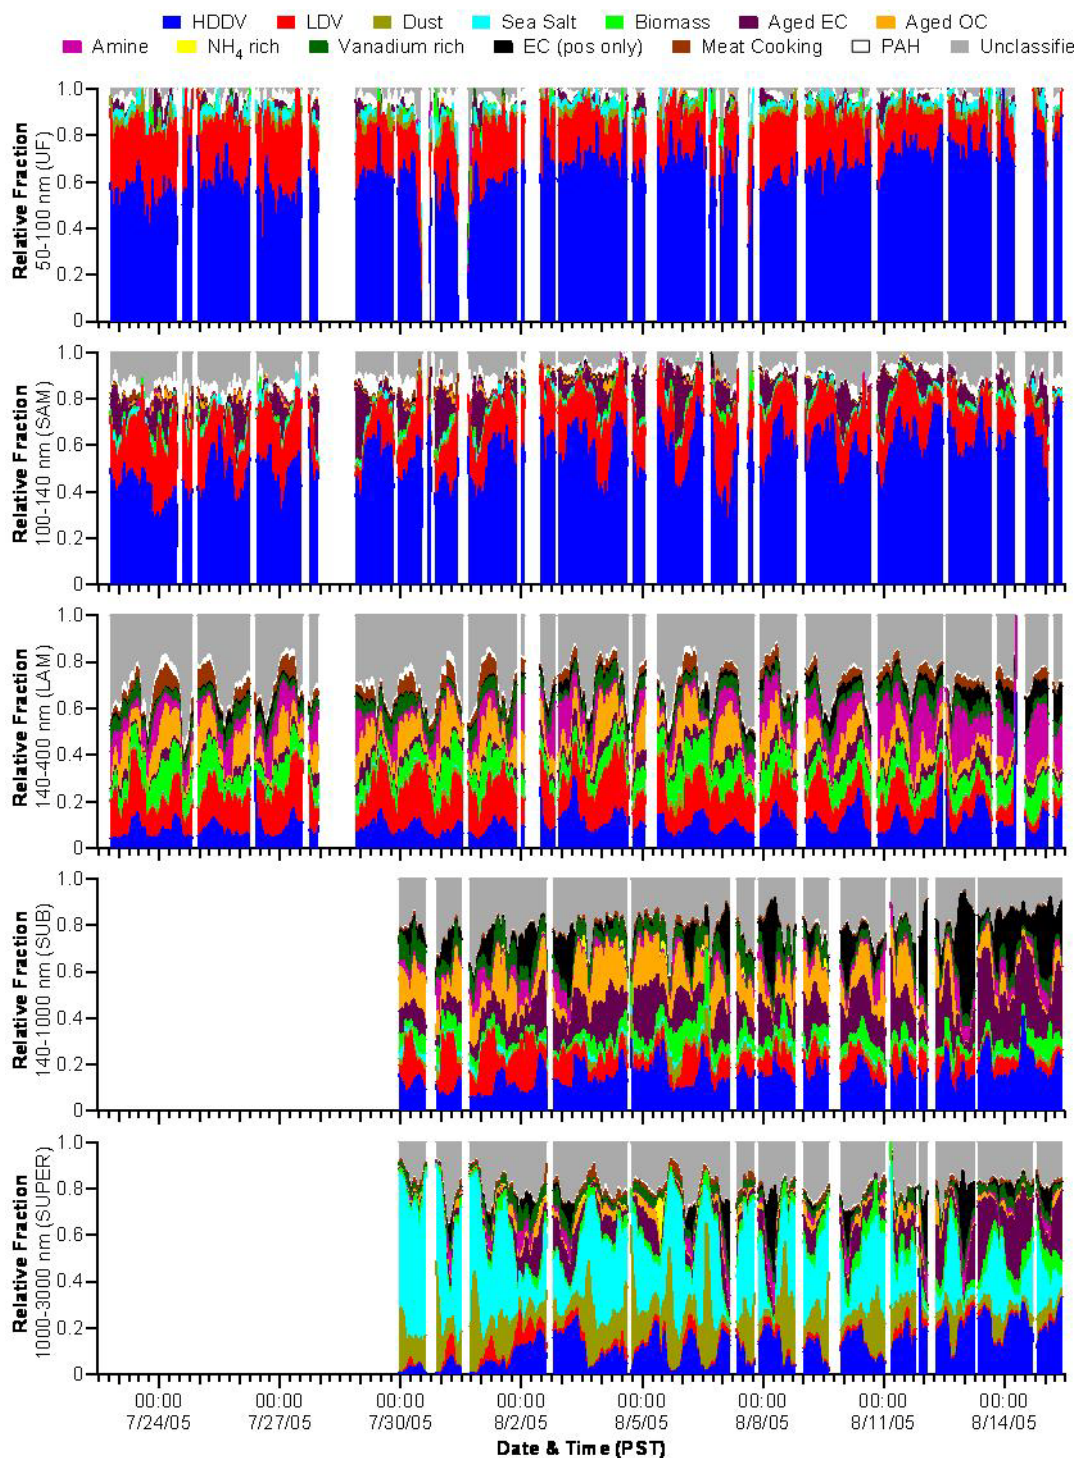 HDDV LDV Dust Sea Salt Biomass Aged EC Aged OC
Amine NH4 rich Vanadium rich EC (pos only) Meat Cooking PAH Unclassifie
Relative Fraction
50-100 nm (UF)
1.0
0.8
0.6
0.4
0.2
0
Relative Fraction
100-140 nm (SAM)
1.0
0.8
0.6
0.4
0.2
0
Relative Fraction
140-400 nm (LAM)
1.0
0.8
0.6
0.4
0.2
0
Relative Fraction
140-1000 nm (SUB)
1.0
0.8
0.6
0.4
0.2
0
Relative Fraction
1000-3000 nm (SUPER)
1.0
0.8
0.6
0.4
0.2
0
00:00 00:00 00:00 00:00 00:00 00:00 00:00 00:00
7/24/05 7/27/05 7/30/05 8/2/05 8/5/05 8/8/05 8/11/05 8/14/05
Date & Time (PST)